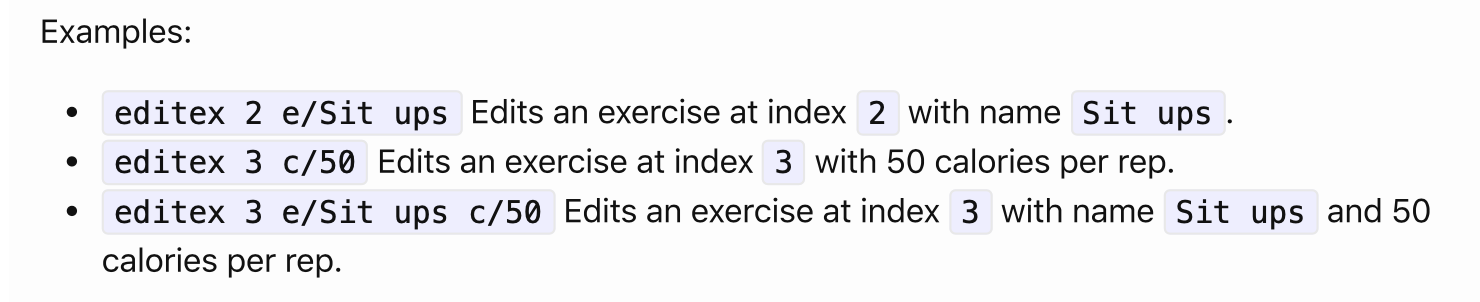 Examples:
• editex 2 e/Sit ups Edits an exercise at index 2 with name Sit ups.
• editex 3 c/50 Edits an exercise at index 3 with 50 calories per rep.
• editex 3 e/Sit ups c/50 Edits an exercise at index 3 with name Sit ups and 50
calories per rep.